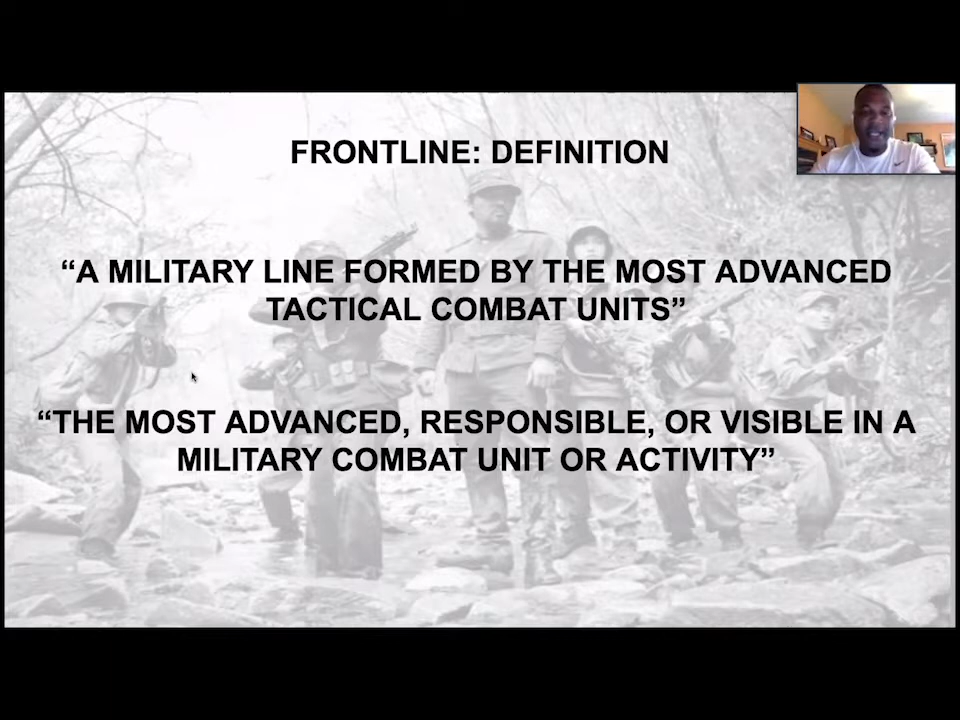 FRONTLINE: DEFINITION
“A MILITARY LINE FORMED BY THE MOST ADVANCED
TACTICAL COMBAT UNITS”
“THE MOST ADVANCED, RESPONSIBLE, OR VISIBLE IN A
MILITARY COMBAT UNIT OR ACTIVITY”